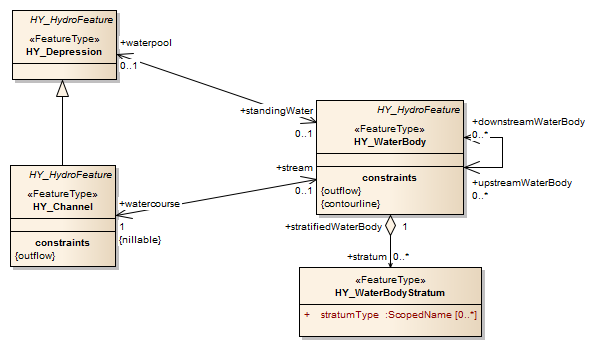 HY_HydroFeature
«FeatureType»
HY_Depression
+waterpool
0..1
+standingWater
0..1
HY_HydroFeature
«FeatureType»
HY_WaterBody
constraints
{outflow}
{contourline}
+downstreamWaterBody
0..*
+upstreamWaterBody
0..*
HY_HydroFeature
«FeatureType»
HY_Channel
constraints
{outflow}
+stream
0..1
+watercourse
1
{nillable}
+stratifiedWaterBody 1
+stratum 0..*
«FeatureType»
HY_WaterBodyStratum
+ stratumType :ScopedName [0..*]